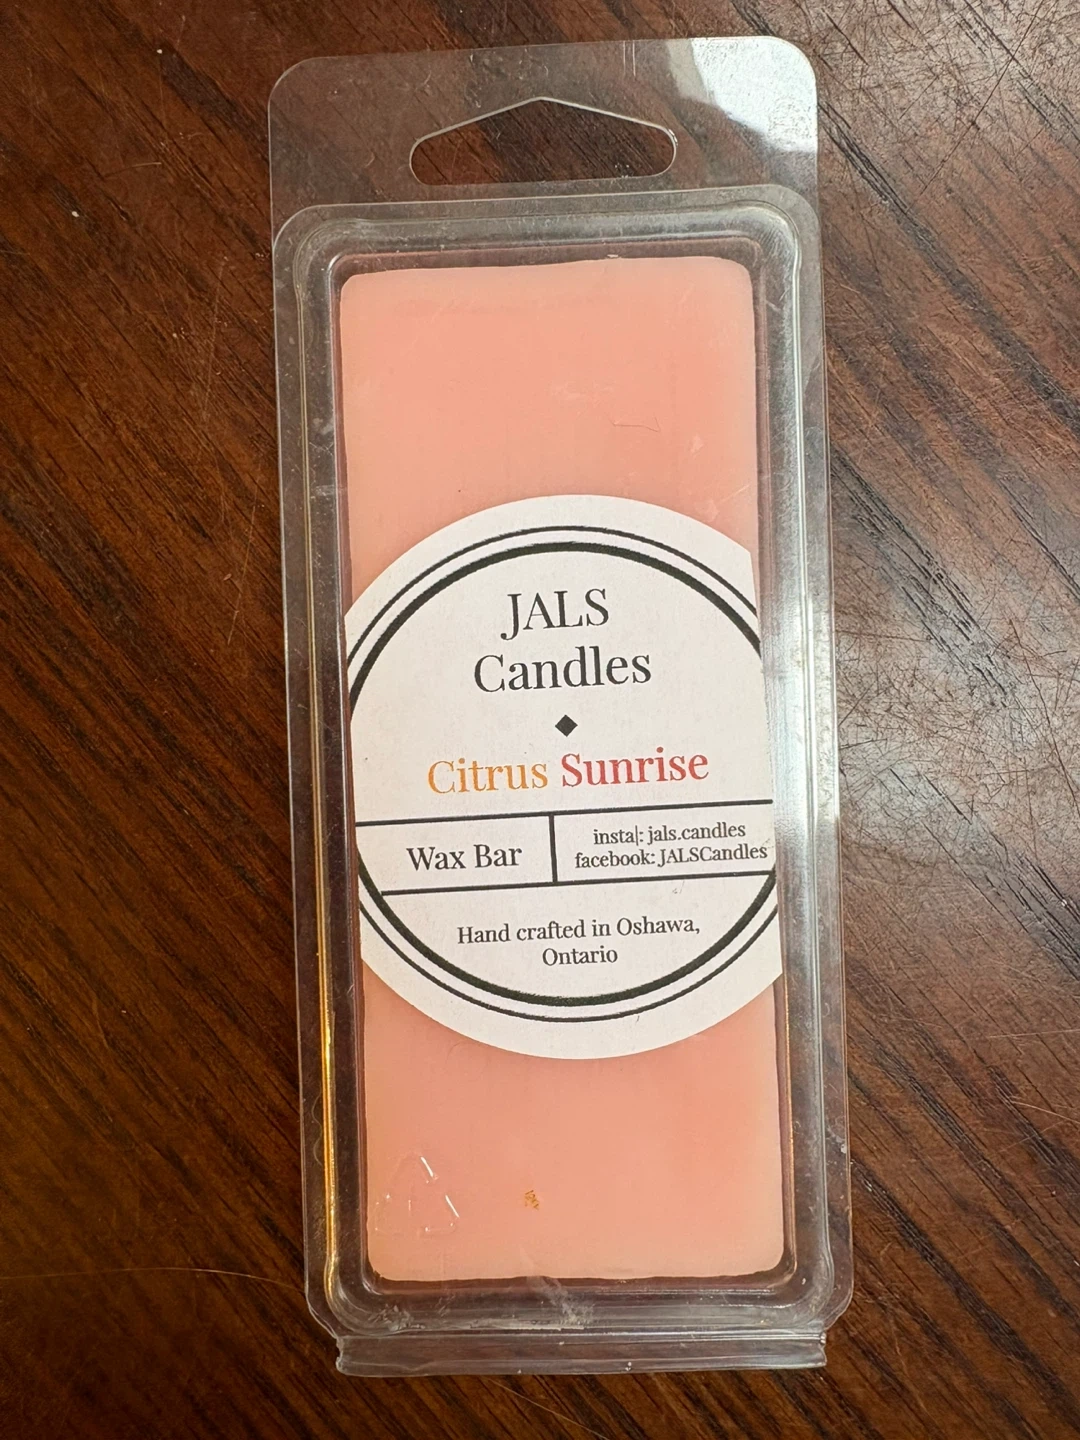 JALS
Candles
Citrus Sunrise
Wax Bar
insta|: jals.candles
facebook: JALSCandles
Hand crafted in Oshawa,
Ontario